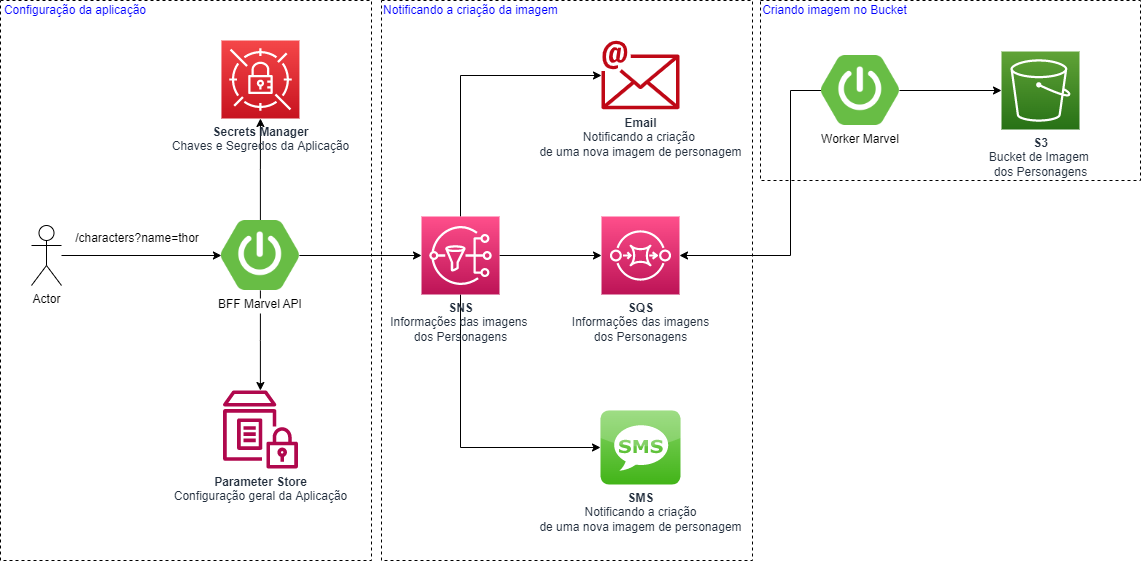 Configuração da aplicação
Secrets Manager
Chaves e Segredos da Aplicação
/characters?name=thor
Actor
BFF Marvel API
Parameter Store
Configuração geral da Aplicação
Notificando a criação da imagem
@
Email
Notificando a criação
de uma nova imagem de personagem
SNS
Informações das imagens
dos Personagens
SQS
Informações das imagens
dos Personagens
SMS
SMS
Notificando a criação
de uma nova imagem de personagem
Criando imagem no Bucket
Worker Marvel
S3
Bucket de Imagem
dos Personagens